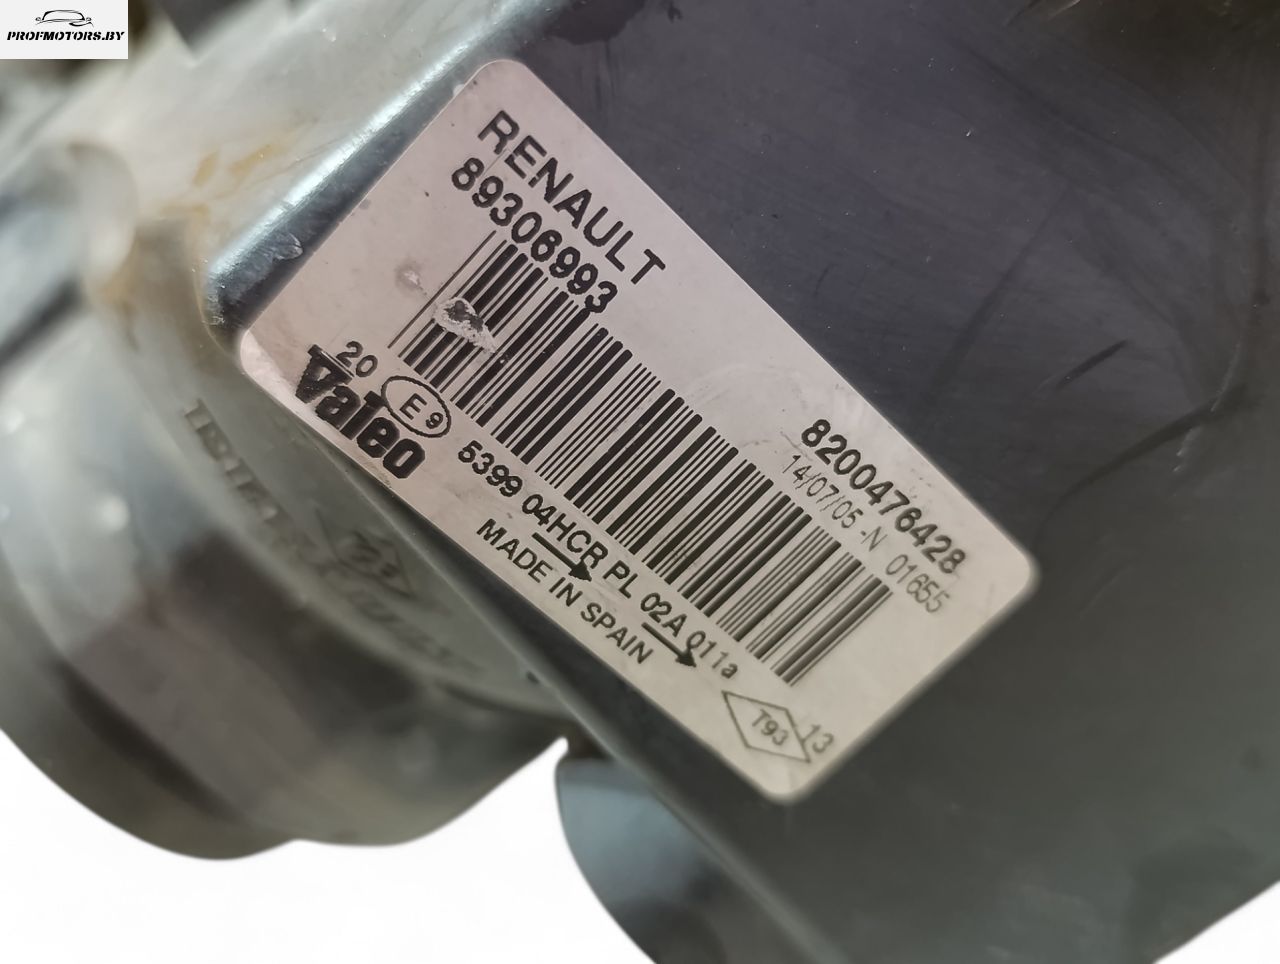 PROFMOTORS.BY
RENAULT
89306993
8200476428
14/07/05 -N 01655
20
E 9
Valeo
5399 04HCR PL 02A 011a
MADE IN SPAIN
T93
13